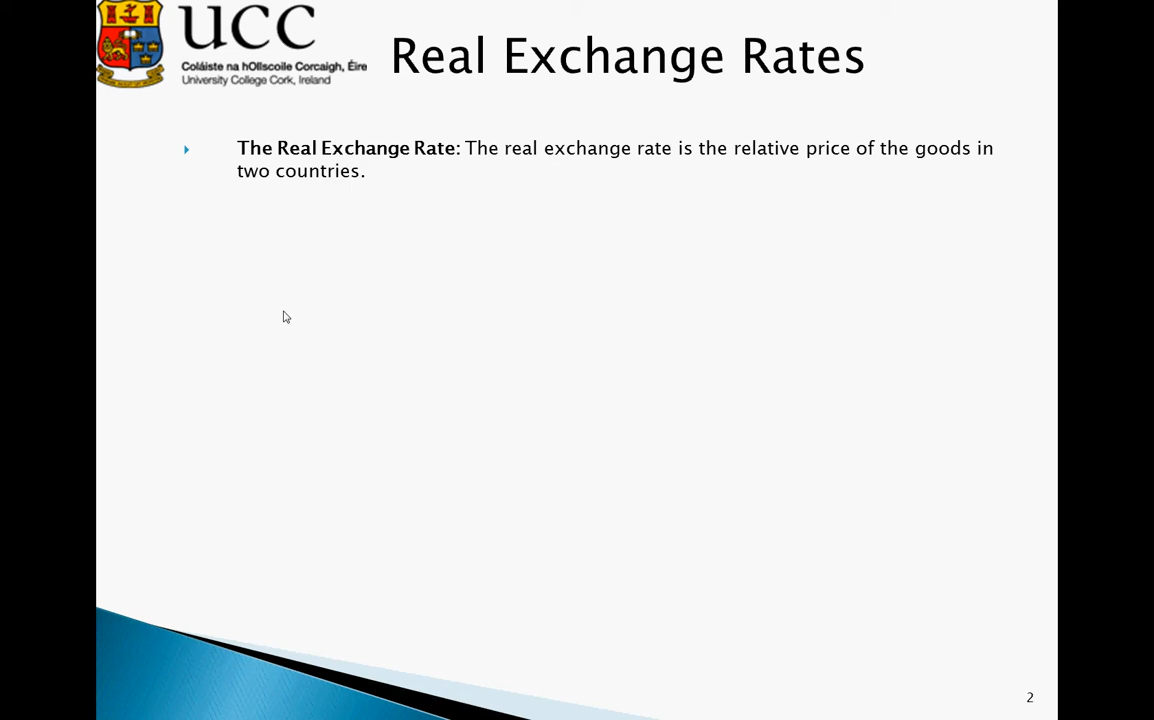 UCC
Coláiste na hOllscoile Corcaigh, Éire
University College Cork, Ireland
Real Exchange Rates
The Real Exchange Rate: The real exchange rate is the relative price of the goods in
two countries.
2